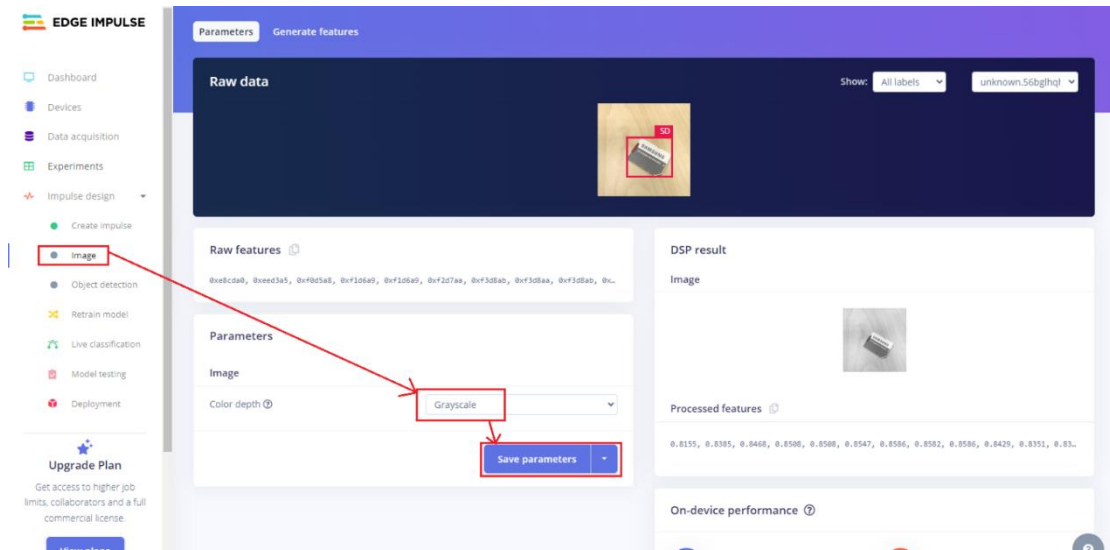 EDGE IMPULSE
Dashboard
Devices
Data acquisition
Experiments
Impulse design
Create impulse
Image
Object detection
Retrain model
Live classification
Model testing
Deployment
Upgrade Plan
Get access to higher job
limits, collaborators and a full
commercial license.
View plans
Parameters Generate features
Raw data
Show: All labels
SD
SAMSUNG
Raw features
0xe8cda0, 0xeed3a5, 0xf0d5a8, 0xf1d6a9, 0xf1d6a9, 0xf2d7aa, 0xf3d8ab, 0xf3d8aa, 0xf3d8ab, 0x…
Parameters
Image
Color depth
Grayscale
Save parameters
DSP result
Image
Processed features
0.8155, 0.8385, 0.8468, 0.8508, 0.8508, 0.8547, 0.8586, 0.8582, 0.8586, 0.8429, 0.8351, 0.83…
On-device performance